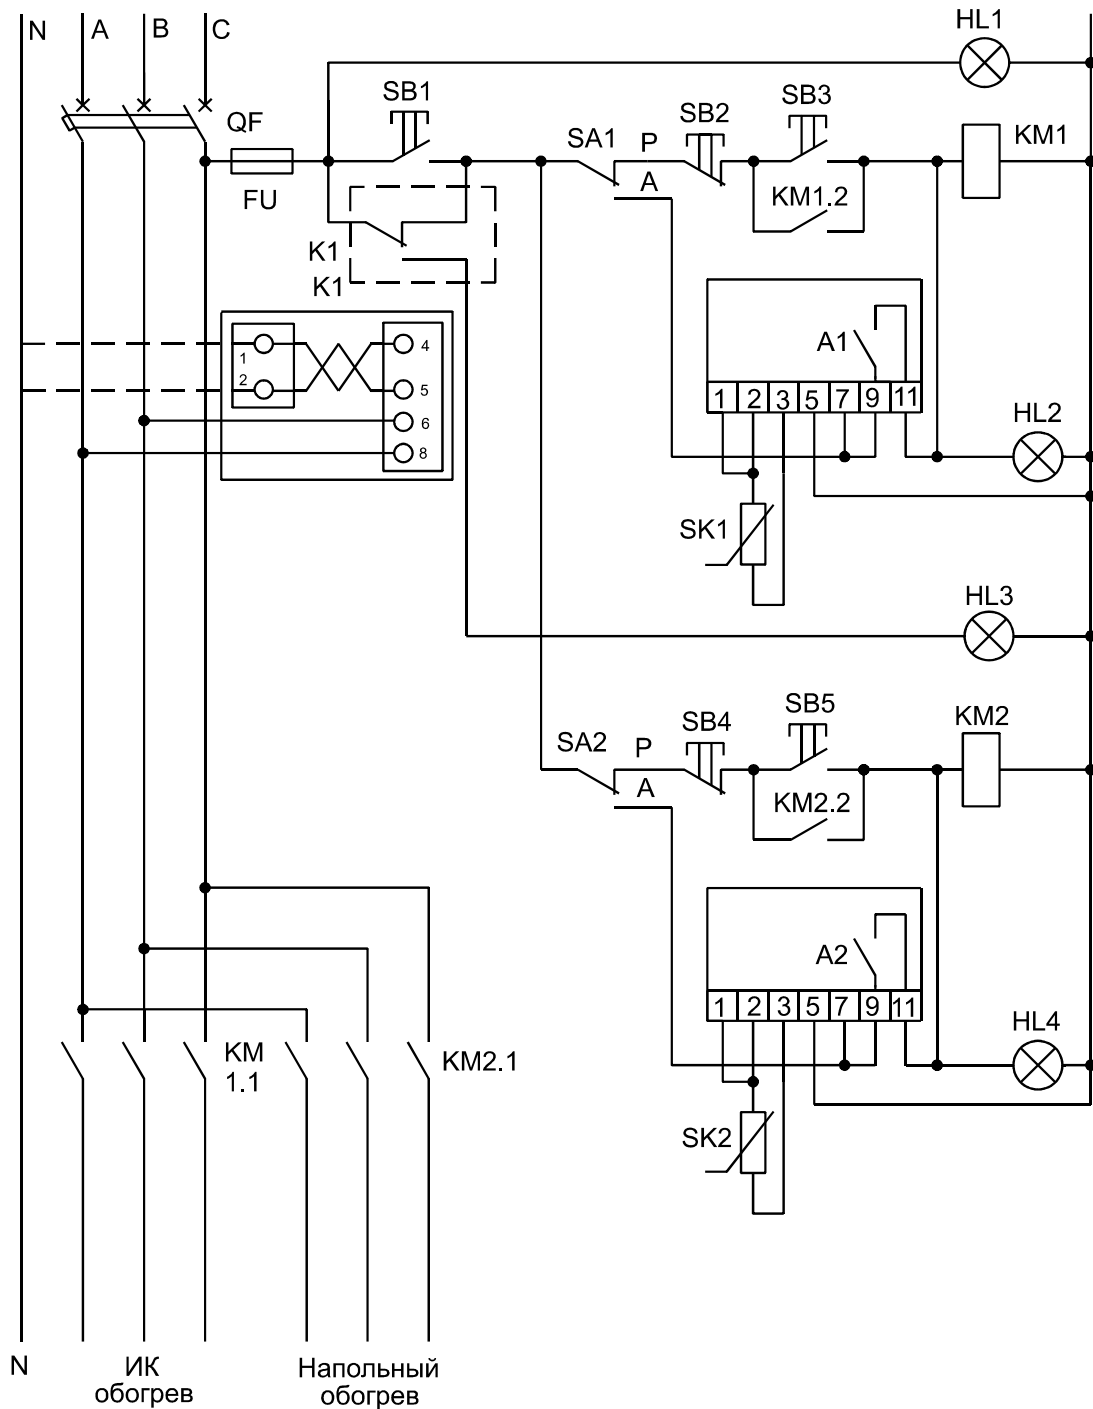 N A B C
HL1
QF
SB1
SB2
SB3
SA1
P
A
KM1
FU
KM1.2
K1
K1
A1
1
2
4
5
6
8
1 2 3 5 7 9 11
HL2
SK1
HL3
SA2
P
A
SB4
SB5
KM2
KM2.2
A2
1 2 3 5 7 9 11
HL4
KM
1.1
KM2.1
SK2
N
ИК
обогрев
Напольный
обогрев